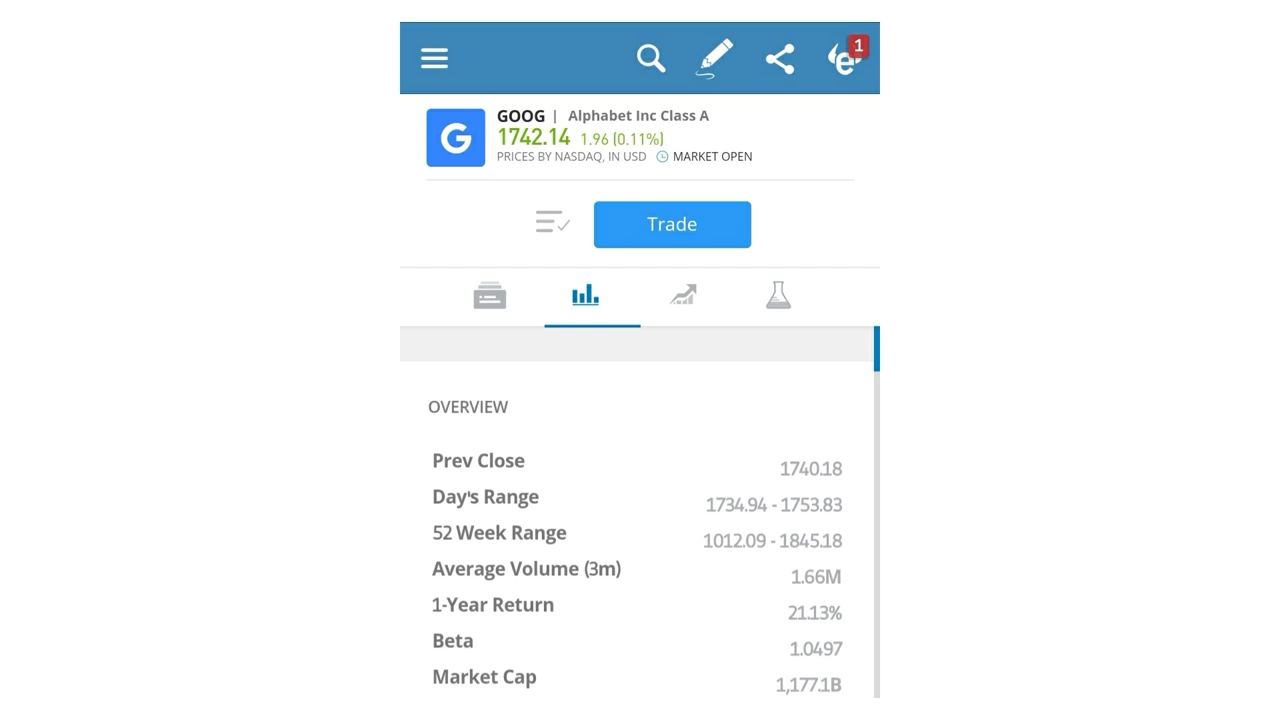 1
GOOG | Alphabet Inc Class A
1742.14 1.96 (0.11%)
PRICES BY NASDAQ, IN USD MARKET OPEN
Trade
OVERVIEW
Prev Close 1740.18
Day's Range 1734.94 - 1753.83
52 Week Range 1012.09 - 1845.18
Average Volume (3m) 1.66M
1-Year Return 21.13%
Beta 1.0497
Market Cap 1,177.1B